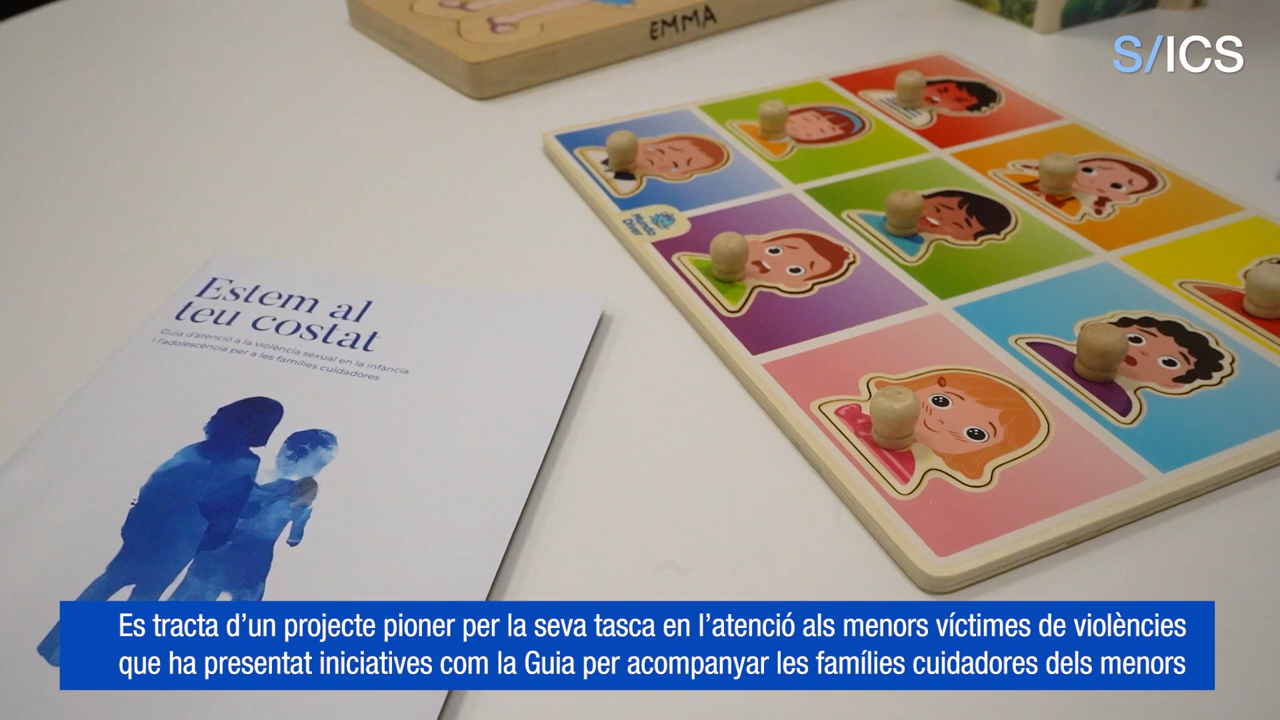 EMMA
S/ICS
Mundo
Diver
Estem al
teu costat
Guia d'atenció a la violència sexual en la infància
i l'adolescència per a les famílies cuidadores
Es tracta d'un projecte pioner per la seva tasca en l'atenció als menors víctimes de violències
que ha presentat iniciatives com la Guia per acompanyar les famílies cuidadores dels menors